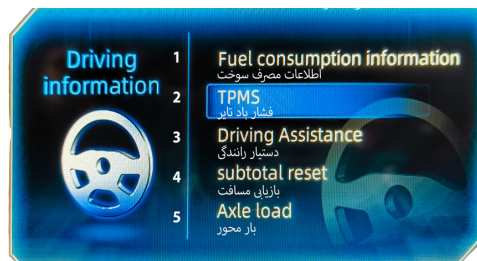 Driving
information
1
Fuel consumption information
اطلاعات مصرف سوخت
2
TPMS
فشار باد تایر
3
Driving Assistance
دستیار رانندگی
4
subtotal reset
بازیابی مسافت
5
Axle load
بار محور